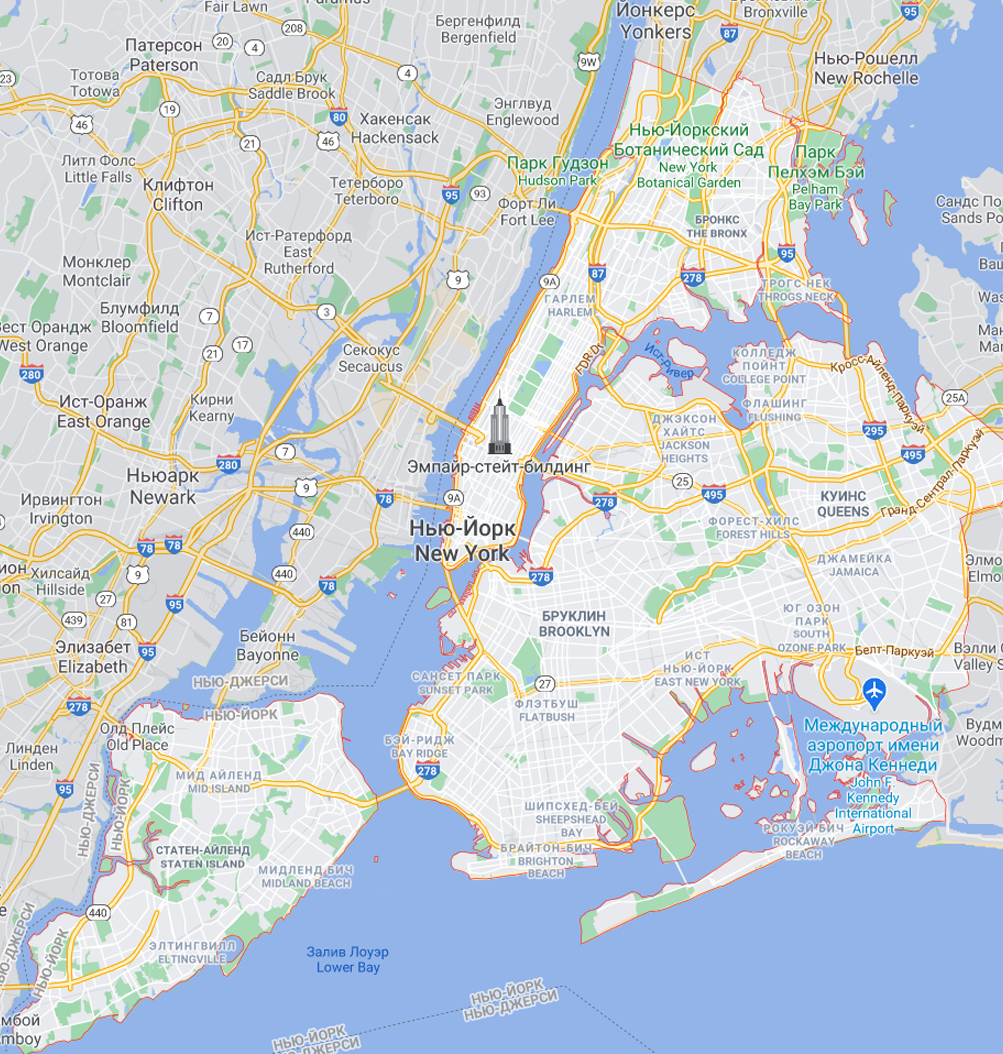 Fair Lawn
Paramus
208
20
4
Бергенфилд
Bergenfield
Йонкерс
Yonkers
Bronxville
87
95
Патерсон
Paterson
9W
Нью-Рошелл
New Rochelle
23
Тотова
Totowa
Садл Брук
Saddle Brook
4
19
80
Хакенсак
Hackensack
Энглвуд
Englewood
46
21
46
Нью-Йоркский
Ботанический Сад
New York
Botanical Garden
Парк
Пелхэм Бэй
Pelham
Bay Park
Литл Фолс
Little Falls
Парк Гудзон
Hudson Park
Клифтон
Clifton
Тетерборо
Teterboro
95
93
Форт Ли
Fort Lee
Сандс По
Sands Po
БРОНКС
THE BRONX
Ист-Ратерфорд
East
Rutherford
95
Монклер
Montclair
9
9A
87
278
ТРОГС НЕК
THROGS NECK
ГАРЛЕМ
HARLEM
Блумфилд
Bloomfield
7
3
Вест Орандж
West Orange
21
17
Секокус
Secaucus
FDR Dr
Ист-Ривер
КОЛЛЕДЖ
ПОЙНТ
COLLEGE POINT
Кросс-Айленд-Паркуэй
280
Ист-Оранж
East Orange
Кирни
Kearny
ФЛАШИНГ
FLUSHING
25A
ДЖЭКСОН
ХАЙТС
JACKSON
HEIGHTS
295
7
280
495
Эмпайр-стейт-билдинг
Ньюарк
Newark
9
78
9A
278
25
495
КУИНС
QUEENS
Гранд-Сентрал-Паркуэй
Ирвингтон
Irvington
440
Нью-Йорк
New York
ФОРЕСТ-ХИЛС
FOREST HILLS
78
78
ДЖАМЕЙКА
JAMAICA
Хилсайд
Hillside
9
440
78
278
27
95
439
81
БРУКЛИН
BROOKLYN
ЮГ ОЗОН
ПАРК
SOUTH
OZONE PARK
Элизабет
Elizabeth
95
Бейонн
Bayonne
Белт-Паркуэй
ИСТ
НЬЮ-ЙОРК
EAST NEW YORK
НЬЮ-ДЖЕРСИ
САНСЕТ ПАРК
SUNSET PARK
27
278
НЬЮ-ЙОРК
ФЛЭТБУШ
FLATBUSH
Олд-Плейс
Old Place
Международный
аэропорт имени
Джона Кеннеди
John F.
Kennedy
International
Airport
Линден
Linden
БЭЙ-РИДЖ
BAY RIDGE
278
МИД АЙЛЕНД
MID ISLAND
95
НЬЮ-ДЖЕРСИ
НЬЮ-ЙОРК
ШИПСХЕД-БЕЙ
SHEEPSHEAD
BAY
РОКУЭЙ-БИЧ
ROCKAWAY
BEACH
СТАТЕН-АЙЛЕНД
STATEN ISLAND
БРАЙТОН-БИЧ
BRIGHTON
BEACH
МИДЛЕНД БИЧ
MIDLAND BEACH
440
ЭЛТИНГВИЛЛ
ELTINGVILLE
Залив Лоуэр
Lower Bay
НЬЮ-ЙОРК
НЬЮ-ДЖЕРСИ
НЬЮ-ЙОРК
НЬЮ-ДЖЕРСИ
НЬЮ-ЙОРК
НЬЮ-ДЖЕРСИ